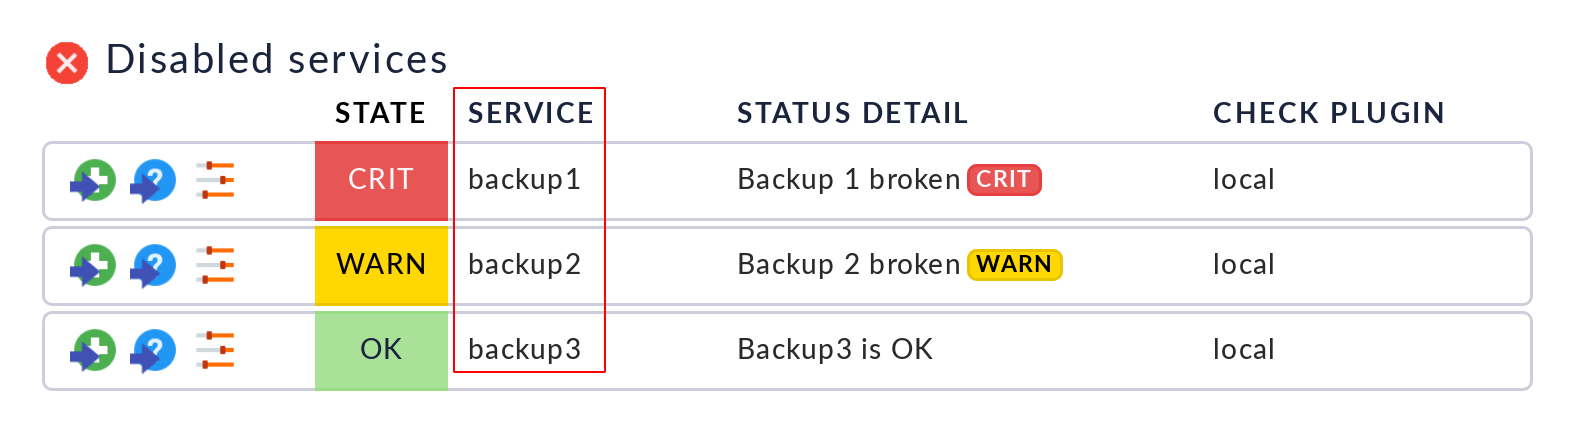 Disabled services
STATE SERVICE STATUS DETAIL CHECK PLUGIN
CRIT backup1 Backup 1 broken CRIT local
WARN backup2 Backup 2 broken WARN local
OK backup3 Backup3 is OK local